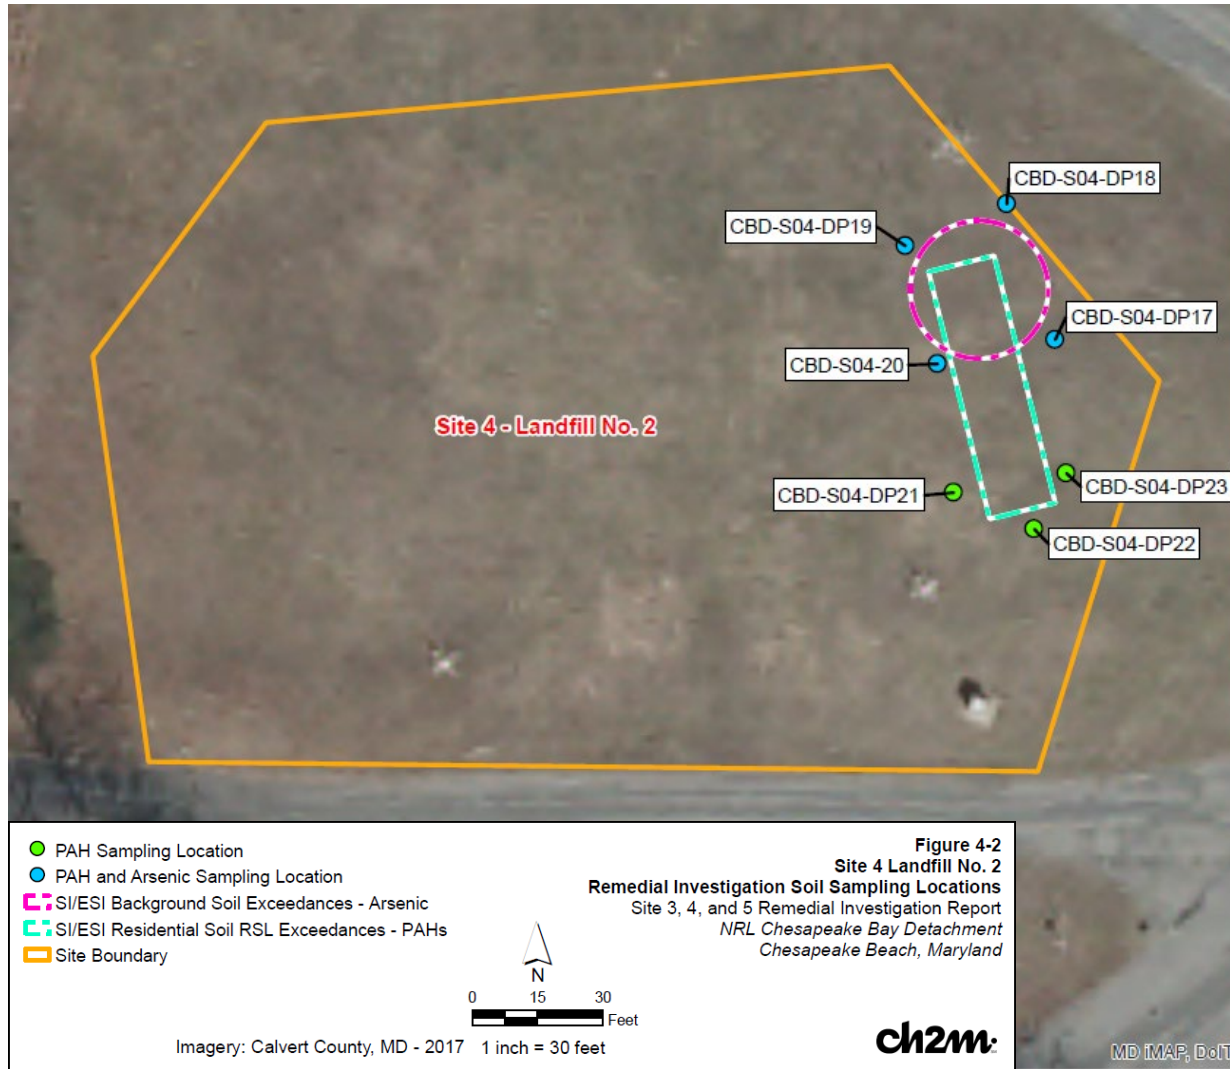 CBD-S04-DP18
CBD-S04-DP19
CBD-S04-DP17
CBD-S04-20
Site 4 - Landfill No. 2
CBD-S04-DP23
CBD-S04-DP21
CBD-S04-DP22
PAH Sampling Location
PAH and Arsenic Sampling Location
SI/ESI Background Soil Exceedances - Arsenic
SI/ESI Residential Soil RSL Exceedances - PAHs
Site Boundary
Figure 4-2
Site 4 Landfill No. 2
Remedial Investigation Soil Sampling Locations
Site 3, 4, and 5 Remedial Investigation Report
NRL Chesapeake Bay Detachment
Chesapeake Beach, Maryland
N
0 15 30
Feet
Imagery: Calvert County, MD - 2017 1 inch = 30 feet
ch2m:
MD iMAP, DoIT